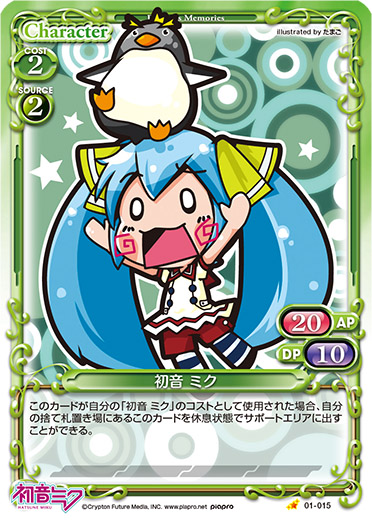 Character
Memories
illustrated by たまご
COST
2
SOURCE
2
20 AP
DP 10
初音 ミク
このカードが自分の「初音 ミク」のコストとして使用された場合、自分
の捨て札置き場にあるこのカードを休息状態でサポートエリアに出す
ことができる。
初音ミク
HATSUNE MIKU
©Crypton Future Media, INC. www.piapro.net piapro
01-015